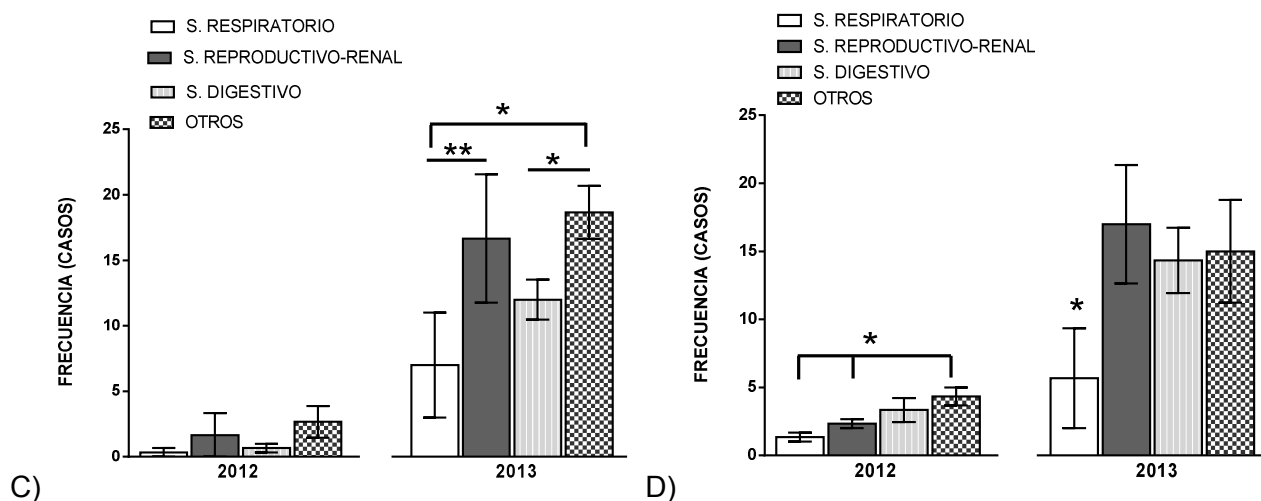 S. RESPIRATORIO
S. REPRODUCTIVO-RENAL
S. DIGESTIVO
OTROS
FRECUENCIA (CASOS)
25
20
15
10
5
0
*
**
*
2012
2013
C)
S. RESPIRATORIO
S. REPRODUCTIVO-RENAL
S. DIGESTIVO
OTROS
FRECUENCIA (CASOS)
25
20
15
10
5
0
*
*
2012
2013
D)